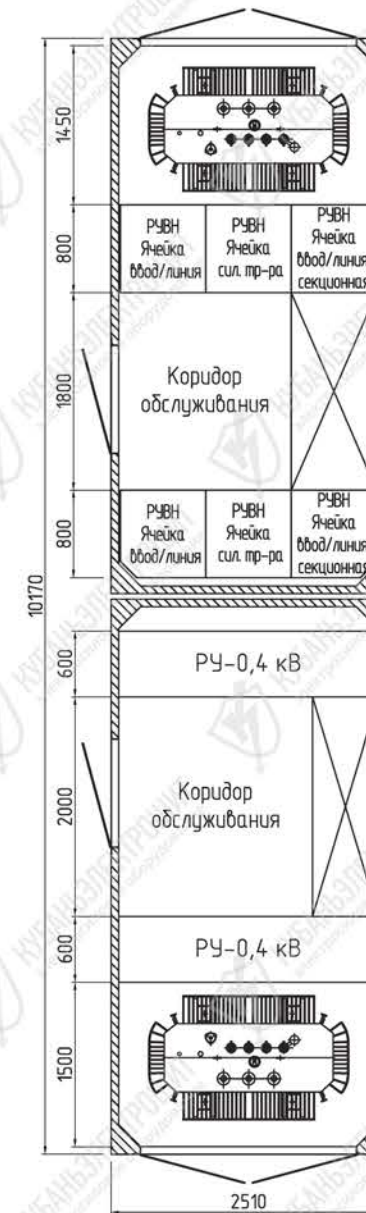 1450
РУВН
Ячейка
ввод/линия
РУВН
Ячейка
сил. тр-ра
РУВН
Ячейка
ввод/линия
секционная
800
Коридор
обслуживания
1800
РУВН
Ячейка
ввод/линия
РУВН
Ячейка
сил. тр-ра
РУВН
Ячейка
ввод/линия
секционная
800
10170
РУ-0,4 кВ
600
Коридор
обслуживания
2000
РУ-0,4 кВ
600
1500
2510